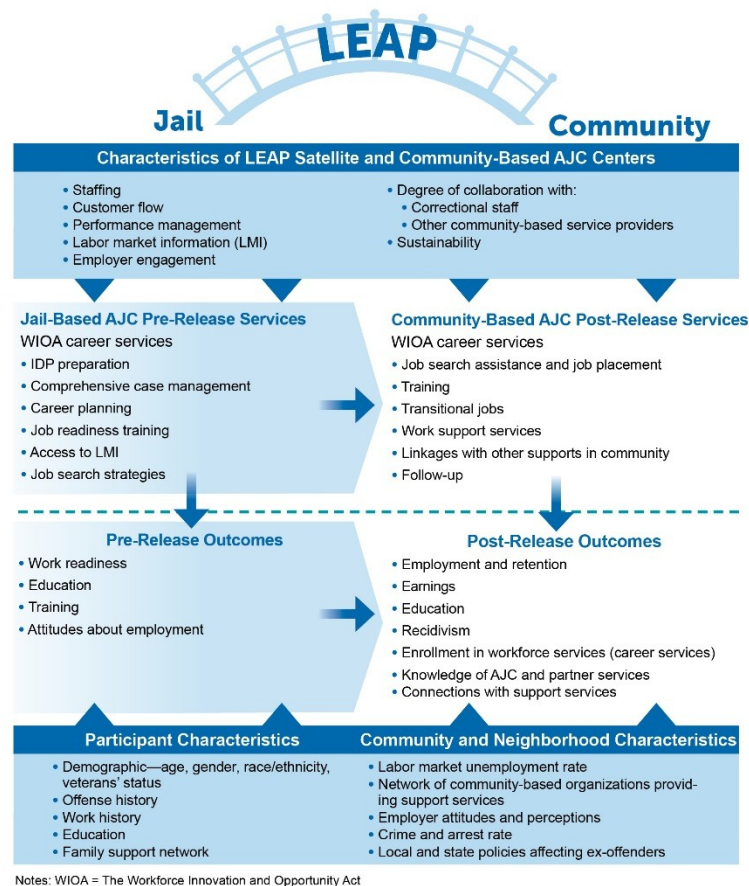 LEAP
Jail
Community
Characteristics of LEAP Satellite and Community-Based AJC Centers
• Staffing
• Customer flow
• Performance management
• Labor market information (LMI)
• Employer engagement
• Degree of collaboration with:
• Correctional staff
• Other community-based service providers
• Sustainability
Jail-Based AJC Pre-Release Services
WIOA career services
• IDP preparation
• Comprehensive case management
• Career planning
• Job readiness training
• Access to LMI
• Job search strategies
Community-Based AJC Post-Release Services
WIOA career services
• Job search assistance and job placement
• Training
• Transitional jobs
• Work support services
• Linkages with other supports in community
• Follow-up
Pre-Release Outcomes
• Work readiness
• Education
• Training
• Attitudes about employment
Post-Release Outcomes
• Employment and retention
• Earnings
• Education
• Recidivism
• Enrollment in workforce services (career services)
• Knowledge of AJC and partner services
• Connections with support services
Participant Characteristics
• Demographic—age, gender, race/ethnicity,
veterans' status
• Offense history
• Work history
• Education
• Family support network
Community and Neighborhood Characteristics
• Labor market unemployment rate
• Network of community-based organizations provid-
ing support services
• Employer attitudes and perceptions
• Crime and arrest rate
• Local and state policies affecting ex-offenders
Notes: WIOA = The Workforce Innovation and Opportunity Act